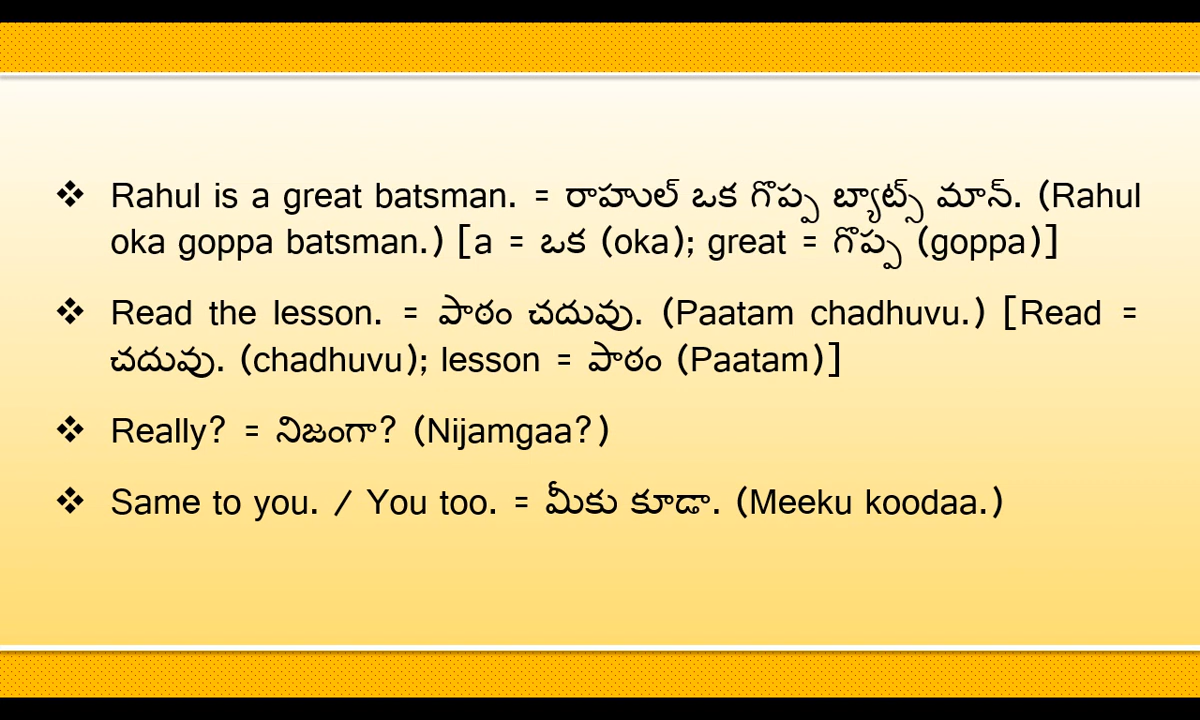 ❖ Rahul is a great batsman. = రాహుల్ ఒక గొప్ప బ్యాట్స్ మాన్. (Rahul
oka goppa batsman.) [a = ఒక (oka); great = గొప్ప (goppa)]
❖ Read the lesson. = పాఠం చదువు. (Paatam chadhuvu.) [Read =
చదువు. (chadhuvu); lesson = పాఠం (Paatam)]
❖ Really? = నిజంగా? (Nijamgaa?)
❖ Same to you. / You too. = మీకు కూడా. (Meeku koodaa.)